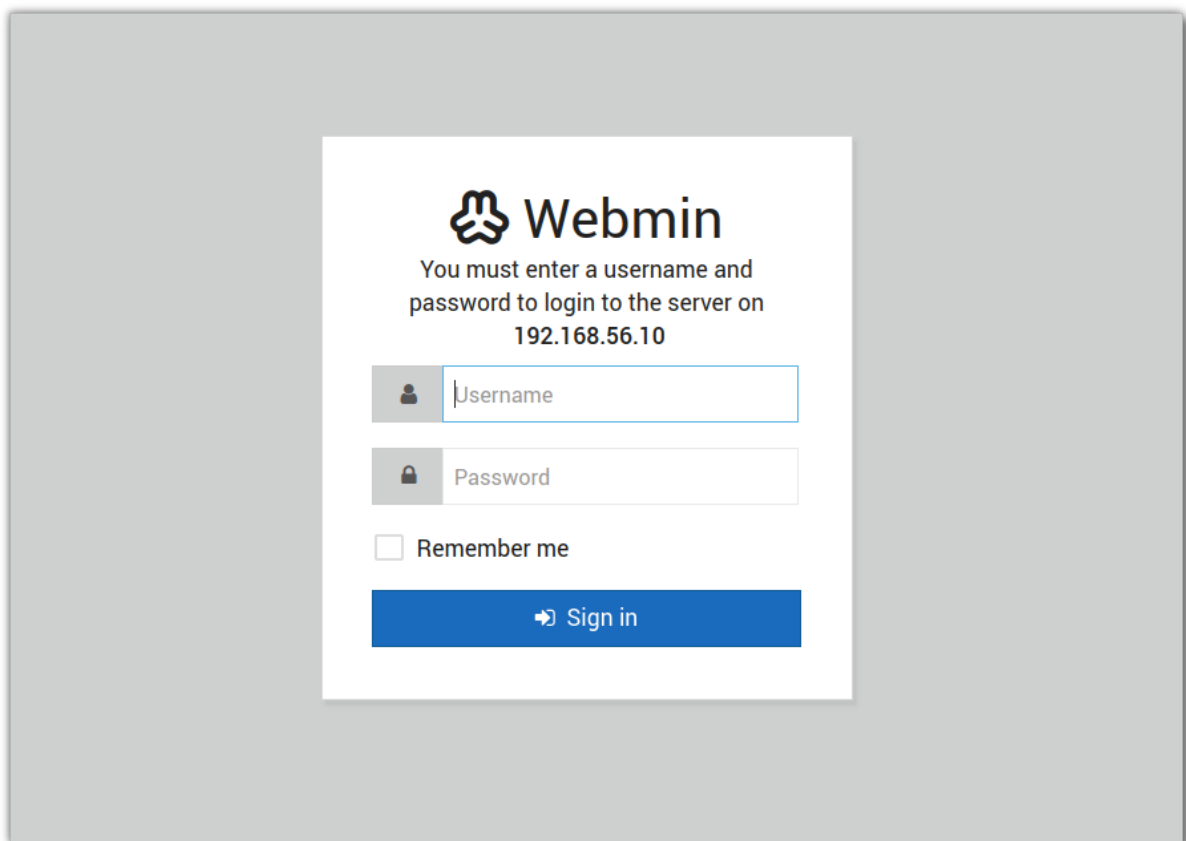 Webmin
You must enter a username and
password to login to the server on
192.168.56.10
Username
Password
Remember me
Sign in